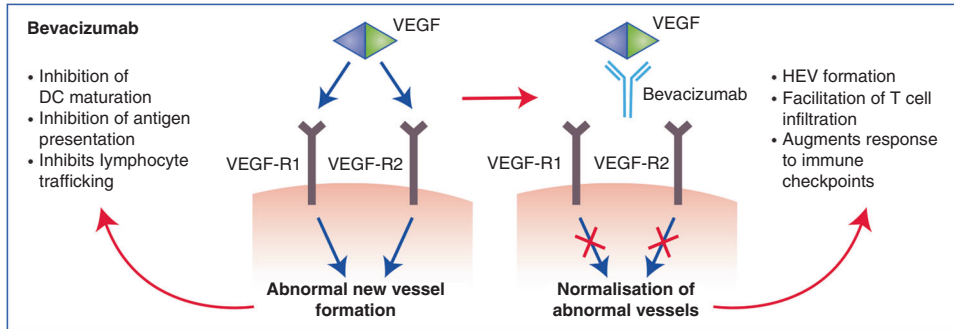 Bevacizumab
• Inhibition of
DC maturation
• Inhibition of antigen
presentation
• Inhibits lymphocyte
trafficking
VEGF
VEGF-R1
VEGF-R2
Abnormal new vessel
formation
VEGF
Bevacizumab
VEGF-R1
VEGF-R2
Normalisation of
abnormal vessels
• HEV formation
• Facilitation of T cell
infiltration
• Augments response
to immune
checkpoints